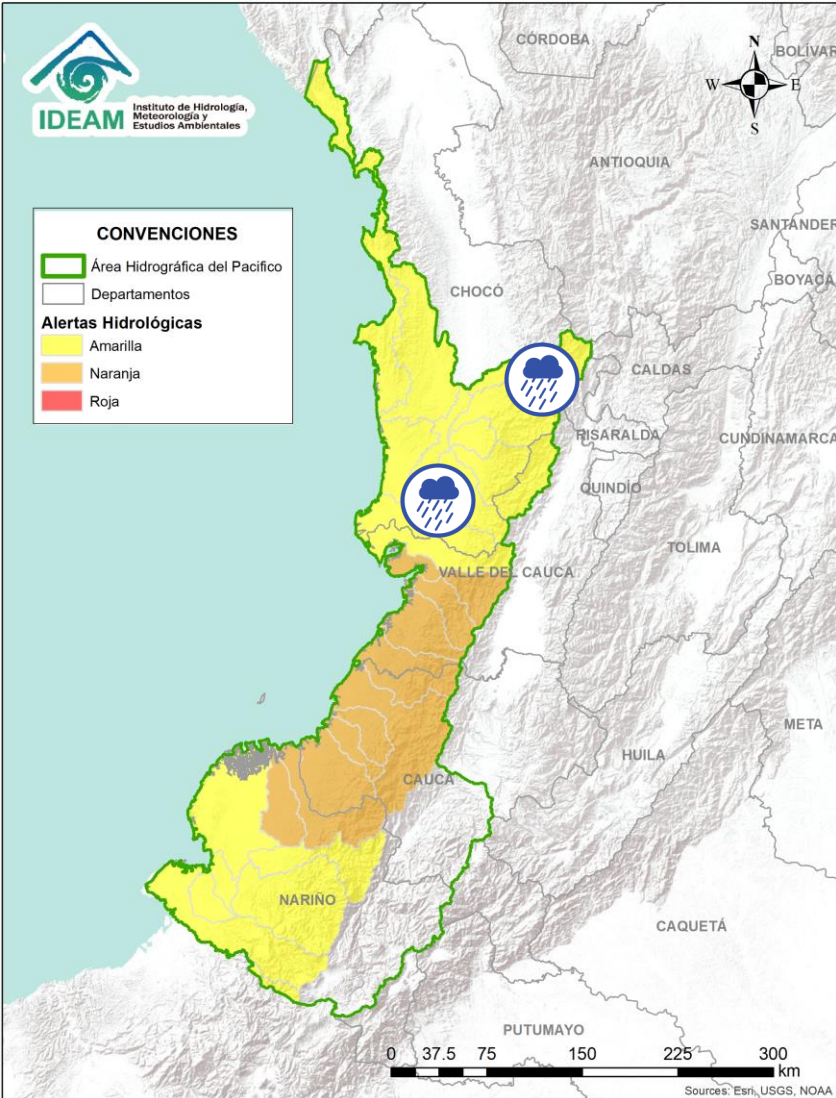 CÓRDOBA
BOLÍVAR
N
W E
S
IDEAM Instituto de Hidrología,
Meteorología y
Estudios Ambientales
ANTIOQUIA
SANTANDER
CONVENCIONES
Área Hidrográfica del Pacifico
Departamentos
Alertas Hidrológicas
Amarilla
Naranja
Roja
BOYACÁ
CHOCÓ
CALDAS
RISARALDA
CUNDINAMARCA
QUINDÍO
TOLIMA
VALLE DEL CAUCA
META
HUILA
CAUCA
NARIÑO
CAQUETÁ
PUTUMAYO
0 37.5 75 150 225 300
km
Sources: Esri, USGS, NOAA